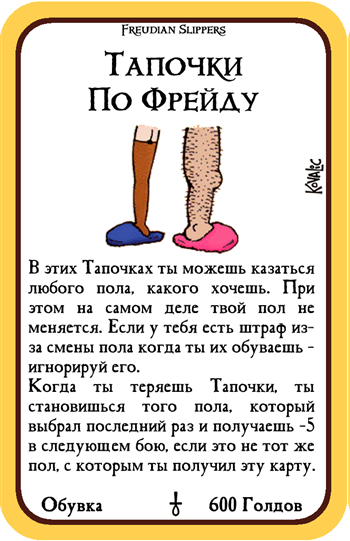 Freudian Slippers
Тапочки
По Фрейду
Kovalic
В этих Тапочках ты можешь казаться
любого пола, какого хочешь. При
этом на самом деле твой пол не
меняется. Если у тебя есть штраф из-
за смены пола когда ты их обуваешь -
игнорируй его.
Когда ты теряешь Тапочки, ты
становишься того пола, который
выбрал последний раз и получаешь -5
в следующем бою, если это не тот же
пол, с которым ты получил эту карту.
Обувка 600 Голдов